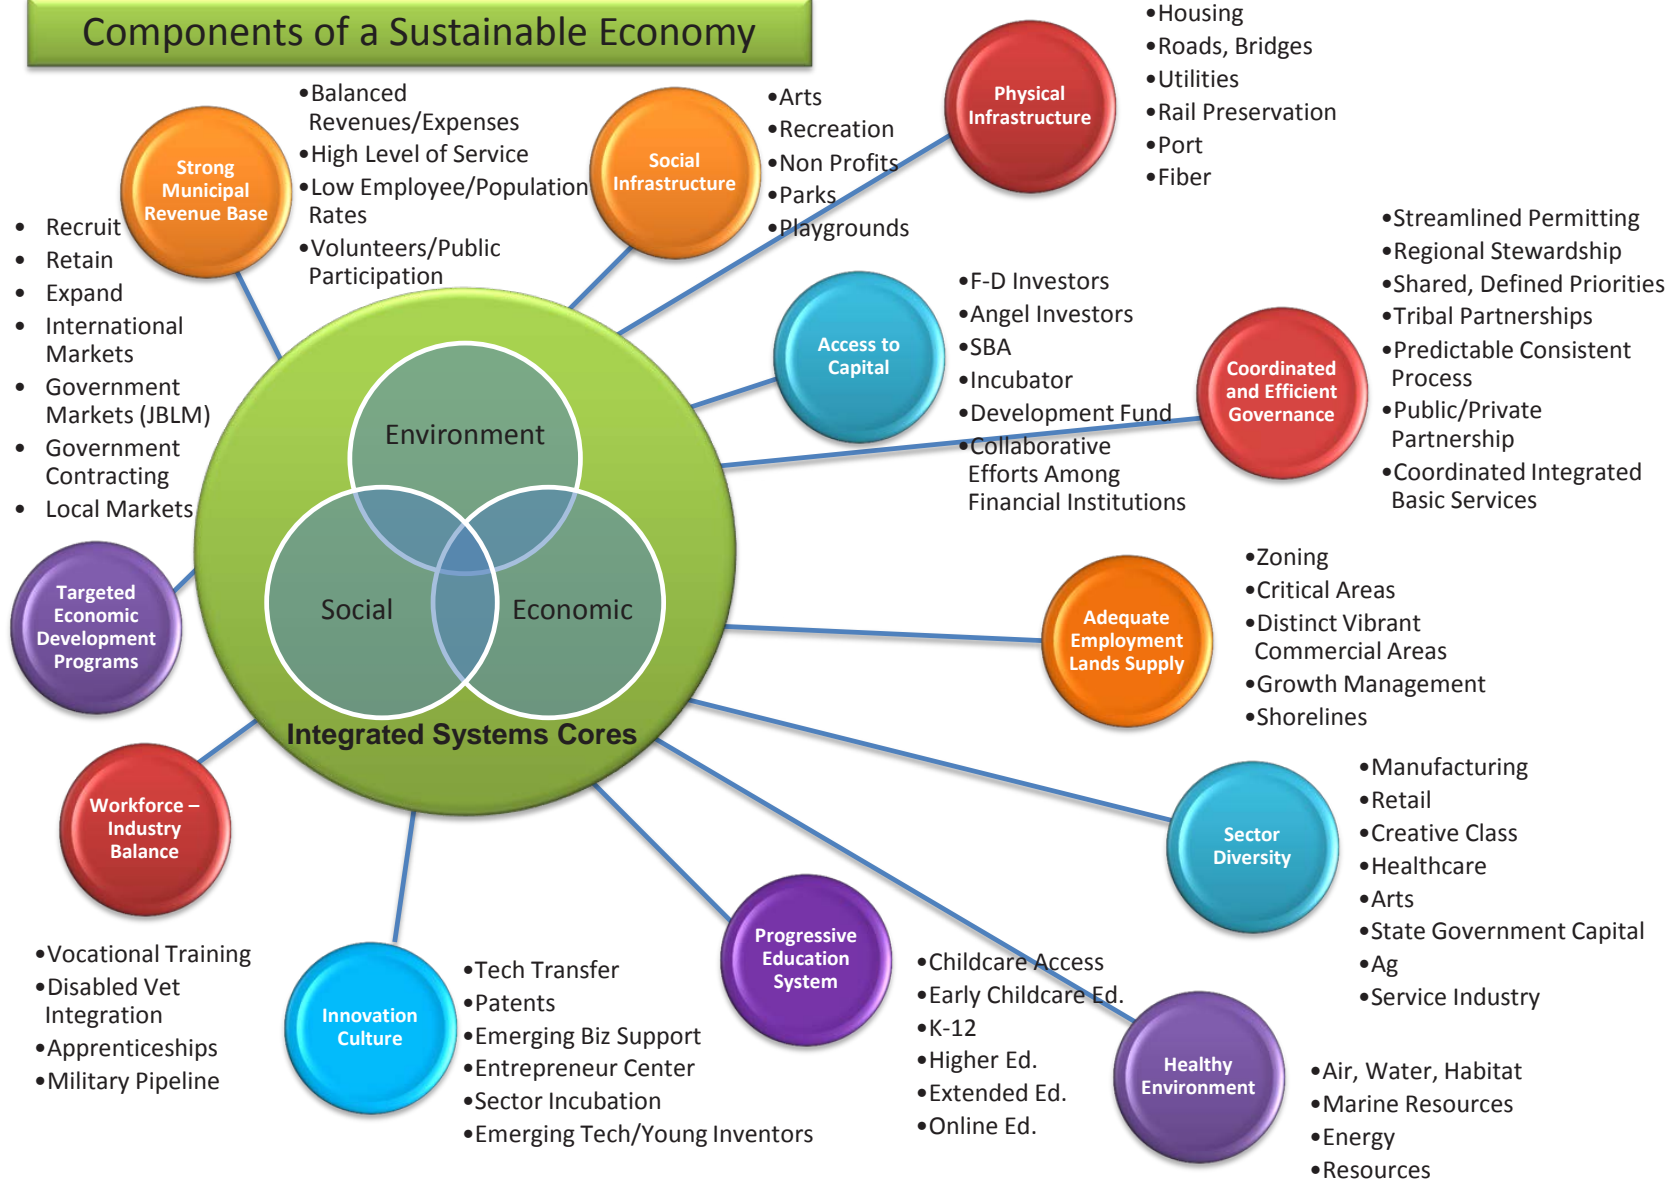 Components of a Sustainable Economy
Strong
Municipal
Revenue Base
•Balanced
Revenues/Expenses
•High Level of Service
•Low Employee/Population
Rates
•Volunteers/Public
Participation
Social
Infrastructure
•Arts
•Recreation
•Non Profits
•Parks
•Playgrounds
Physical
Infrastructure
•Housing
•Roads, Bridges
•Utilities
•Rail Preservation
•Port
•Fiber
Access to
Capital
•F-D Investors
•Angel Investors
•SBA
•Incubator
•Development Fund
•Collaborative
Efforts Among
Financial Institutions
Coordinated
and Efficient
Governance
•Streamlined Permitting
•Regional Stewardship
•Shared, Defined Priorities
•Tribal Partnerships
•Predictable Consistent
Process
•Public/Private
Partnership
•Coordinated Integrated
Basic Services
• Recruit
• Retain
• Expand
• International
Markets
• Government
Markets (JBLM)
• Government
Contracting
• Local Markets
Targeted
Economic
Development
Programs
Environment
Social
Economic
Integrated Systems Cores
Adequate
Employment
Lands Supply
•Zoning
•Critical Areas
•Distinct Vibrant
Commercial Areas
•Growth Management
•Shorelines
Workforce –
Industry
Balance
•Vocational Training
•Disabled Vet
Integration
•Apprenticeships
•Military Pipeline
Innovation
Culture
•Tech Transfer
•Patents
•Emerging Biz Support
•Entrepreneur Center
•Sector Incubation
•Emerging Tech/Young Inventors
Progressive
Education
System
•Childcare Access
•Early Childcare Ed.
•K-12
•Higher Ed.
•Extended Ed.
•Online Ed.
Sector
Diversity
•Manufacturing
•Retail
•Creative Class
•Healthcare
•Arts
•State Government Capital
•Ag
•Service Industry
Healthy
Environment
•Air, Water, Habitat
•Marine Resources
•Energy
•Resources